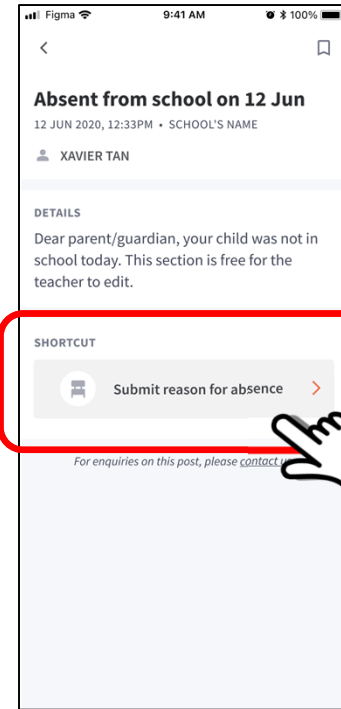 Figma 9:41 AM 100%
Absent from school on 12 Jun
12 JUN 2020, 12:33PM • SCHOOL'S NAME
XAVIER TAN
DETAILS
Dear parent/guardian, your child was not in
school today. This section is free for the
teacher to edit.
SHORTCUT
Submit reason for absence
For enquiries on this post, please contact